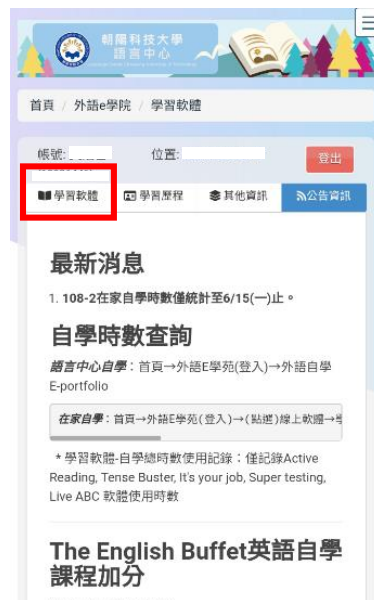 朝陽科技大學
語言中心
首頁 / 外語e學院 / 學習軟體
帳號:
位置:
登出
學習軟體
學習歷程
其他資訊
公告資訊
最新消息
1. 108-2在家自學時數僅統計至6/15(一)止。
自學時數查詢
語言中心自學：首頁→外語E學苑(登入)→外語自學
E-portfolio
在家自學：首頁→外語E學苑(登入)→(點選)線上軟體→學
* 學習軟體-自學總時數使用記錄：僅記錄Active
Reading, Tense Buster, It's your job, Super testing,
Live ABC 軟體使用時數
The English Buffet英語自學
課程加分